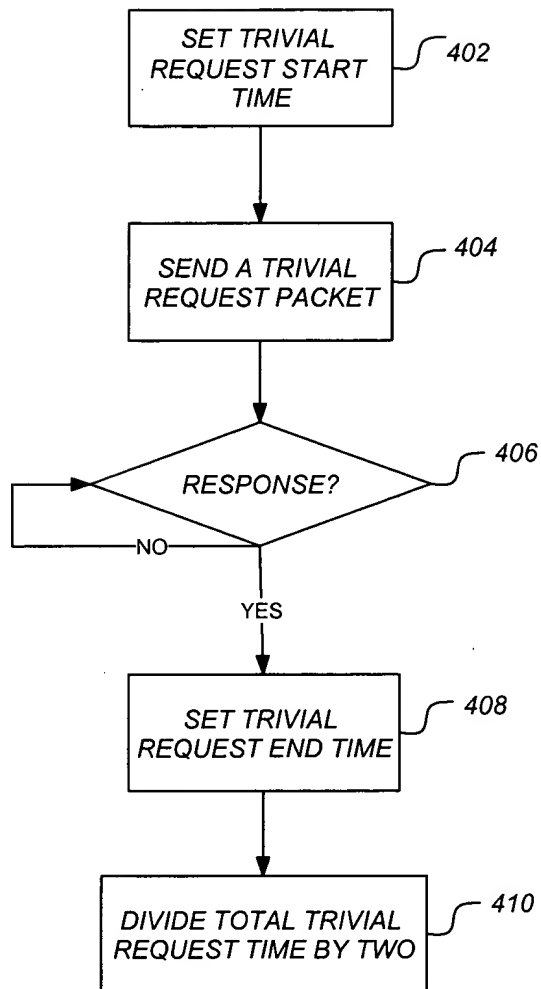 SET TRIVIAL
REQUEST START
TIME
402
SEND A TRIVIAL
REQUEST PACKET
404
RESPONSE?
406
NO
YES
SET TRIVIAL
REQUEST END TIME
408
DIVIDE TOTAL TRIVIAL
REQUEST TIME BY TWO
410